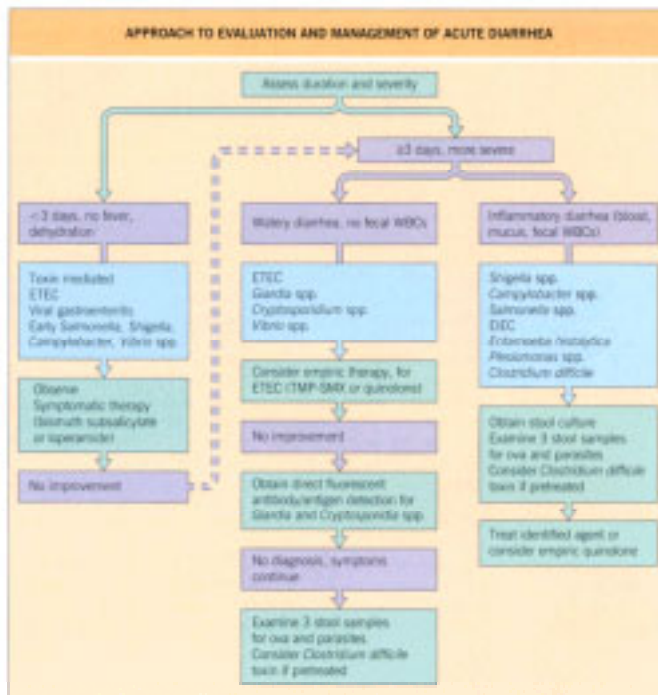 APPROACH TO EVALUATION AND MANAGEMENT OF ACUTE DIARRHEA
Assess duration and severity
≥3 days, more severe
< 3 days, no fever,
dehydration
Toxin mediated
ETEC
Viral gastroenteritis
Early Salmonella, Shigella,
Campylobacter, Vibrio spp.
Observe
Symptomatic therapy
(bismuth subsalicylate
or loperamide)
No improvement
Watery diarrhea, no fecal WBCs
ETEC
Giardia spp.
Cryptosporidium spp.
Vibrio spp.
Consider empiric therapy, for
ETEC (TMP-SMX or quinolone)
No improvement
Obtain direct fluorescent
antibody/antigen detection for
Giardia and Cryptosporidia spp.
No diagnosis, symptoms
continue
Examine 3 stool samples
for ova and parasites
Consider Clostridium difficile
toxin if pretreated
Inflammatory diarrhea (blood,
mucus, fecal WBCs)
Shigella spp.
Campylobacter spp.
Salmonella spp.
EIEC
Entamoeba histolytica
Plesiomonas spp.
Clostridium difficile
Obtain stool culture
Examine 3 stool samples
for ova and parasites
Consider Clostridium difficile
toxin if pretreated
Treat identified agent or
consider empiric quinolone